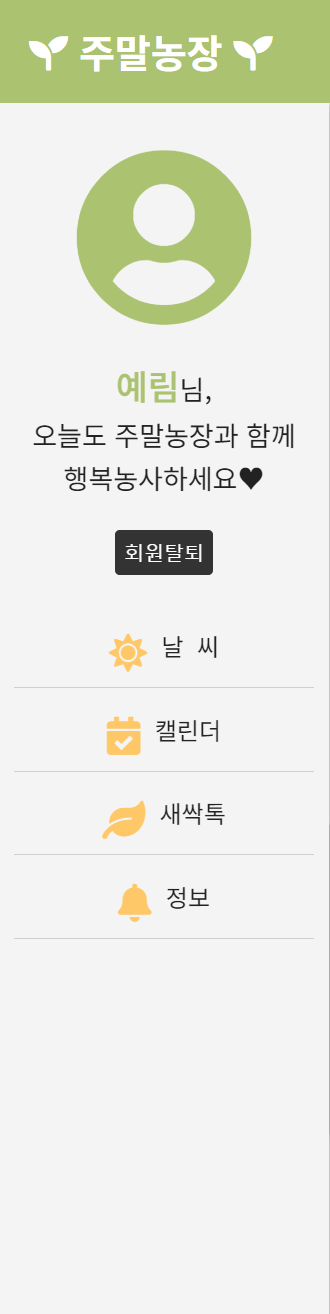 주말농장
예림님,
오늘도 주말농장과 함께
행복농사하세요♥
회원탈퇴
날 씨
캘린더
새싹톡
정보